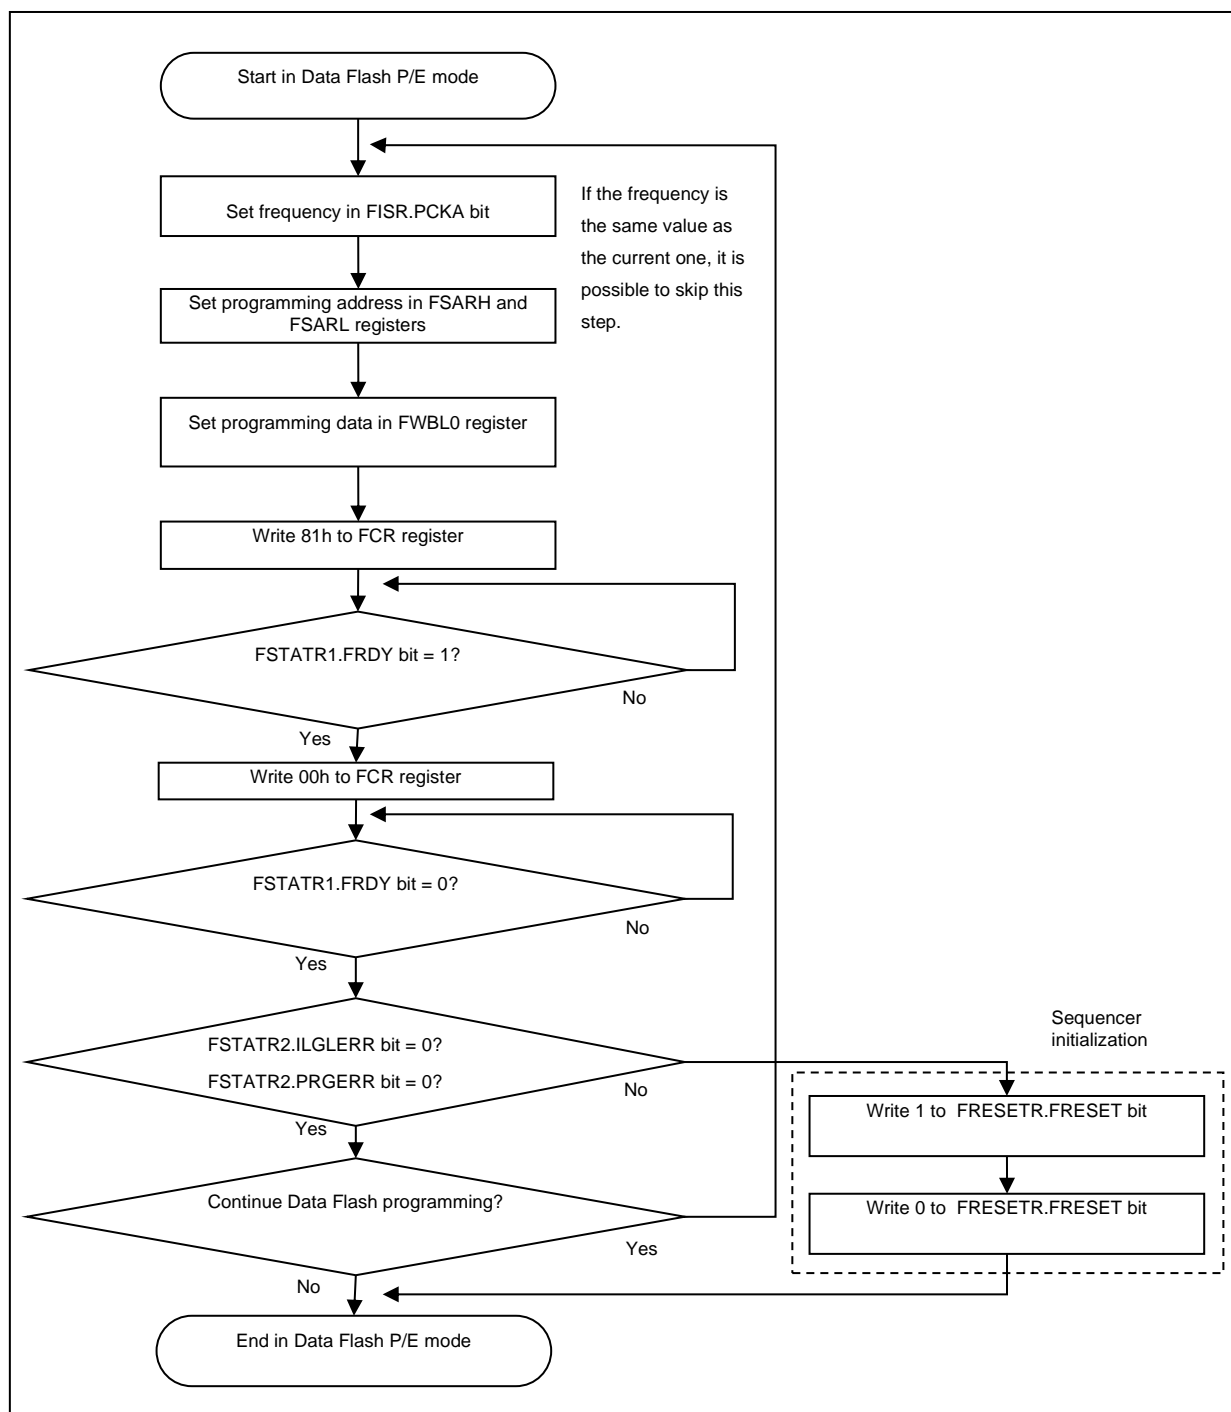 Start in Data Flash P/E mode
Set frequency in FISR.PCKA bit
If the frequency is
the same value as
the current one, it is
possible to skip this
step.
Set programming address in FSARH and
FSARL registers
Set programming data in FWBL0 register
Write 81h to FCR register
FSTATR1.FRDY bit = 1?
No
Yes
Write 00h to FCR register
FSTATR1.FRDY bit = 0?
No
Yes
FSTATR2.ILGLERR bit = 0?
FSTATR2.PRGERR bit = 0?
No
Yes
Sequencer
initialization
Write 1 to FRESETR.FRESET bit
Write 0 to FRESETR.FRESET bit
Continue Data Flash programming?
Yes
No
End in Data Flash P/E mode